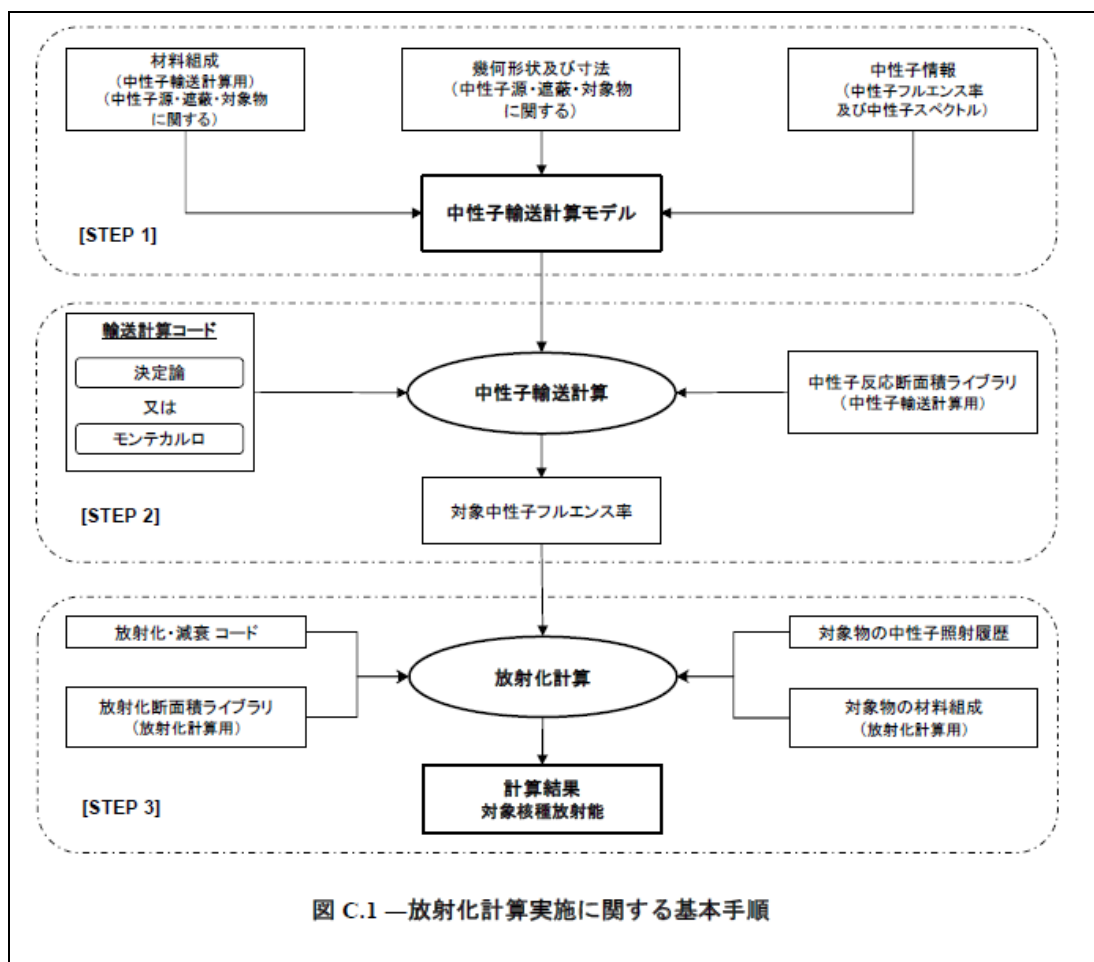 材料組成
(中性子輸送計算用)
(中性子源・遮蔽・対象物
に関する)
幾何形状及び寸法
(中性子源・遮蔽・対象物
に関する)
中性子情報
(中性子フルエンス率
及び中性子スペクトル)
中性子輸送計算モデル
[STEP 1]
輸送計算コード
決定論
又は
モンテカルロ
中性子輸送計算
中性子反応断面積ライブラリ
(中性子輸送計算用)
対象中性子フルエンス率
[STEP 2]
放射化・減衰 コード
放射化断面積ライブラリ
(放射化計算用)
放射化計算
対象物の中性子照射履歴
対象物の材料組成
(放射化計算用)
計算結果
対象核種放射能
[STEP 3]
図 C.1 —放射化計算実施に関する基本手順